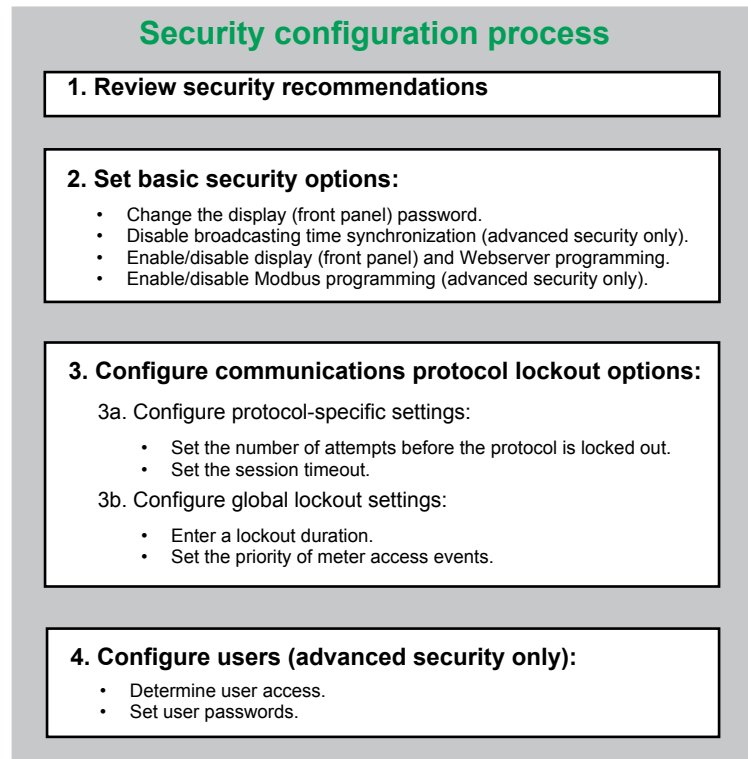 Security configuration process
1. Review security recommendations
2. Set basic security options:
• Change the display (front panel) password.
• Disable broadcasting time synchronization (advanced security only).
• Enable/disable display (front panel) and Webserver programming.
• Enable/disable Modbus programming (advanced security only).
3. Configure communications protocol lockout options:
3a. Configure protocol-specific settings:
• Set the number of attempts before the protocol is locked out.
• Set the session timeout.
3b. Configure global lockout settings:
• Enter a lockout duration.
• Set the priority of meter access events.
4. Configure users (advanced security only):
• Determine user access.
• Set user passwords.